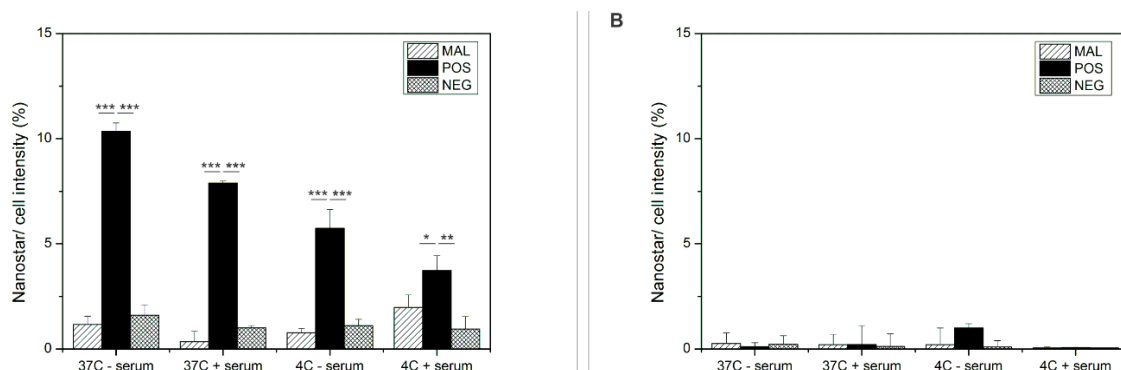 15
10
5
0
Nanostar/ cell intensity (%)
MAL
POS
NEG
*** ***
*** ***
*** ***
* **
37C - serum 37C + serum 4C - serum 4C + serum
B
15
10
5
0
Nanostar/ cell intensity (%)
MAL
POS
NEG
37C - serum 37C + serum 4C - serum 4C + serum